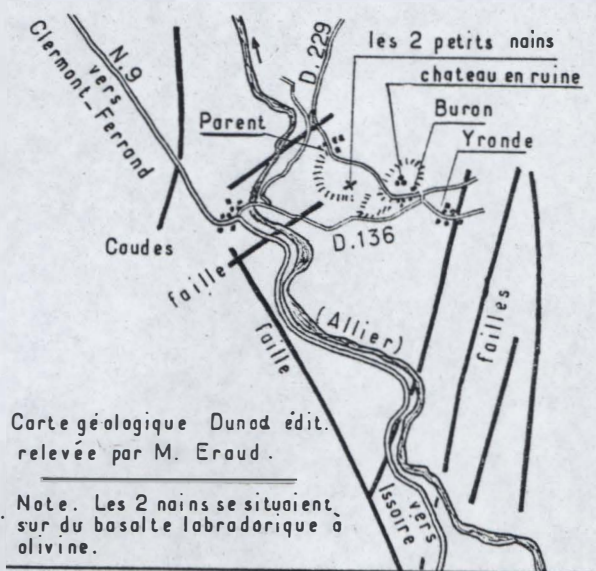 N.9
vers
Clermont-Ferrand
D. 229
les 2 petits nains
chateau en ruine
Buron
Parent
Yronde
Coudes
D.136
faille
faille
(Allier)
failles
vers
Issoire
Carte géologique Dunod édit.
relevée par M. Eraud.
Note. Les 2 nains se situaient
sur du basalte labradorique à
olivine.